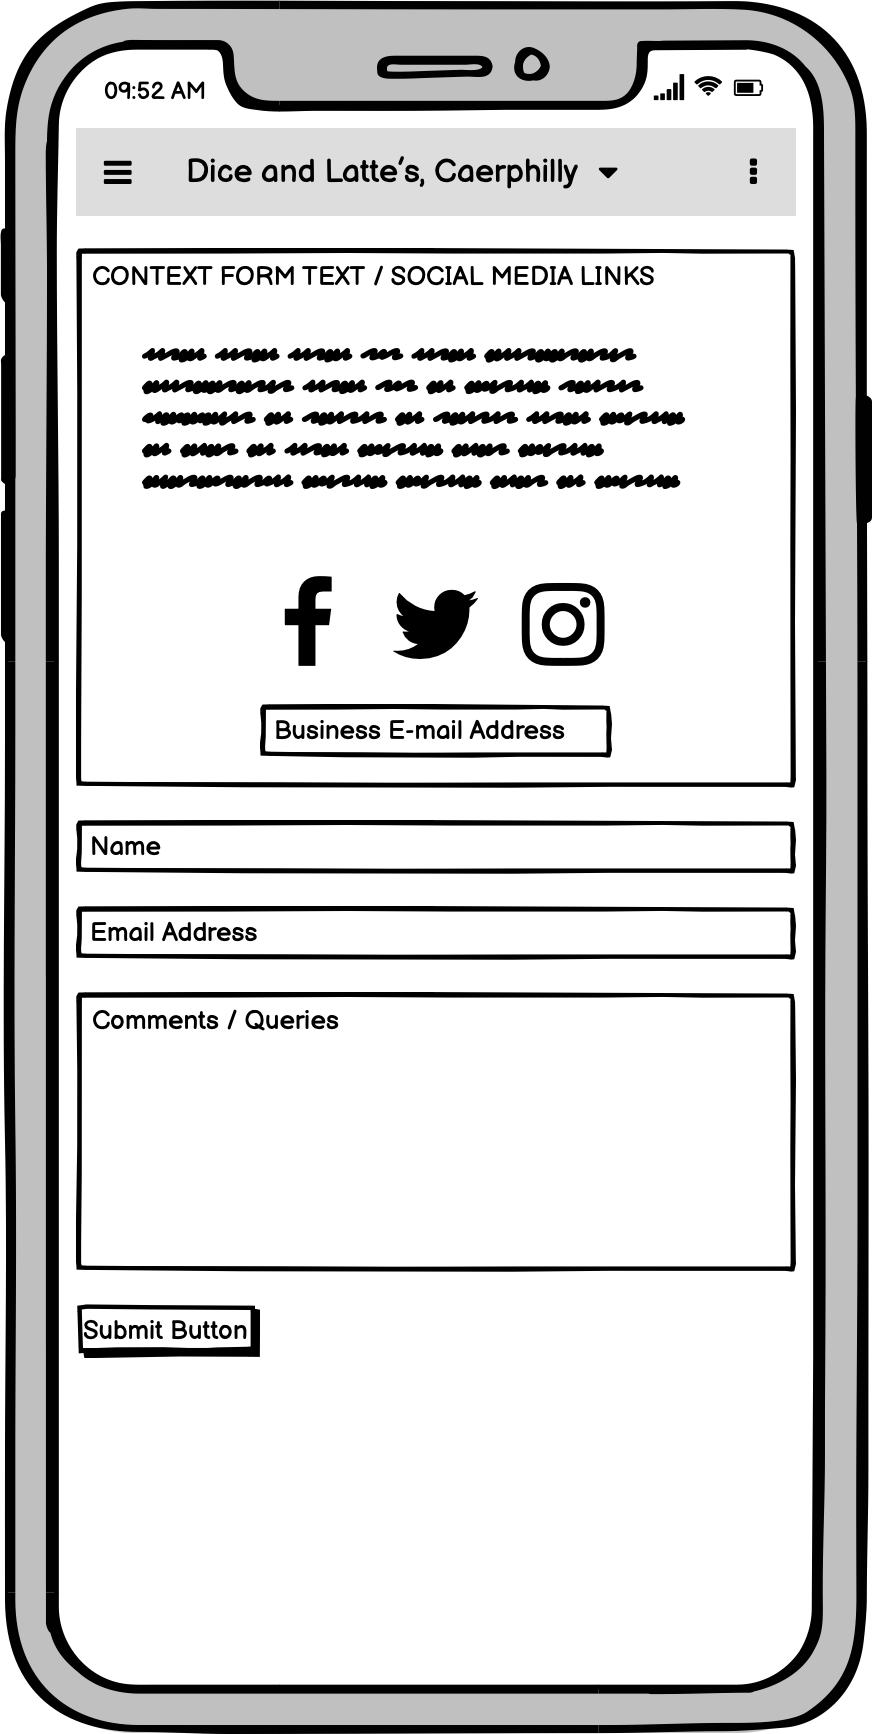 09:52 AM
Dice and Latte's, Caerphilly
CONTEXT FORM TEXT / SOCIAL MEDIA LINKS
Business E-mail Address
Name
Email Address
Comments / Queries
Submit Button